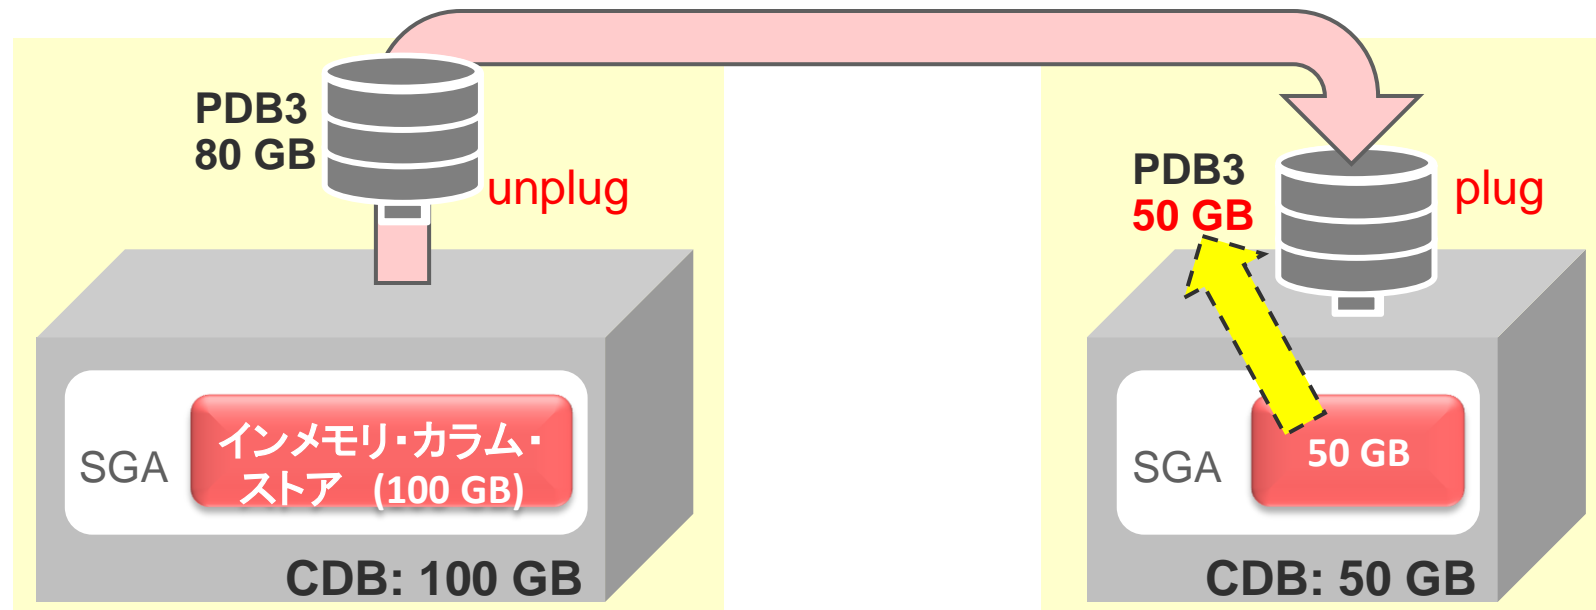 PDB3
80 GB
unplug
SGA
インメモリ・カラム・
ストア (100 GB)
CDB: 100 GB
PDB3
50 GB
plug
SGA
50 GB
CDB: 50 GB